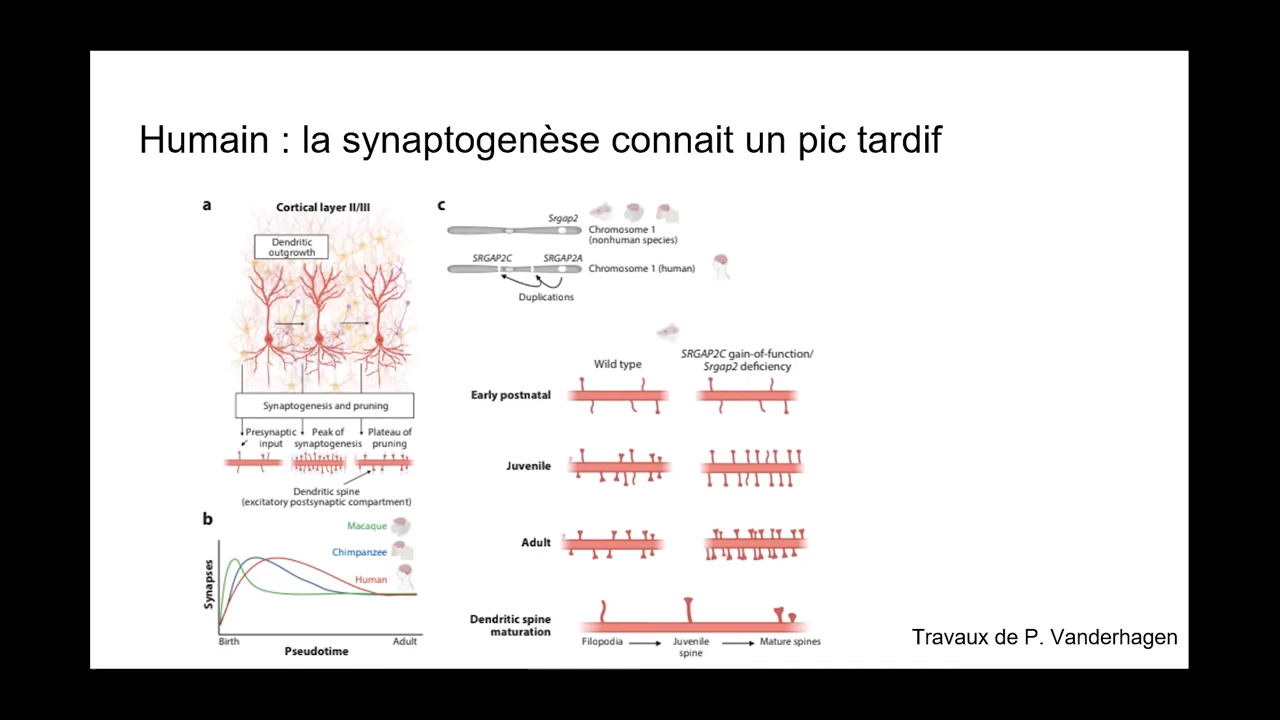 Humain : la synaptogenèse connait un pic tardif
a
Cortical layer II/III
Dendritic
outgrowth
Synaptogenesis and pruning
Presynaptic
input
Peak of
synaptogenesis
Plateau of
pruning
Dendritic spine
(excitatory postsynaptic compartment)
b
Macaque
Chimpanzee
Human
Synapses
Birth
Adult
Pseudotime
c
Srgap2
Chromosome 1
(nonhuman species)
SRGAP2C
SRGAP2A
Chromosome 1 (human)
Duplications
Wild type
SRGAP2C gain-of-function/
Srgap2 deficiency
Early postnatal
Juvenile
Adult
Dendritic spine
maturation
Filopodia
Juvenile
spine
Mature spines
Travaux de P. Vanderhagen